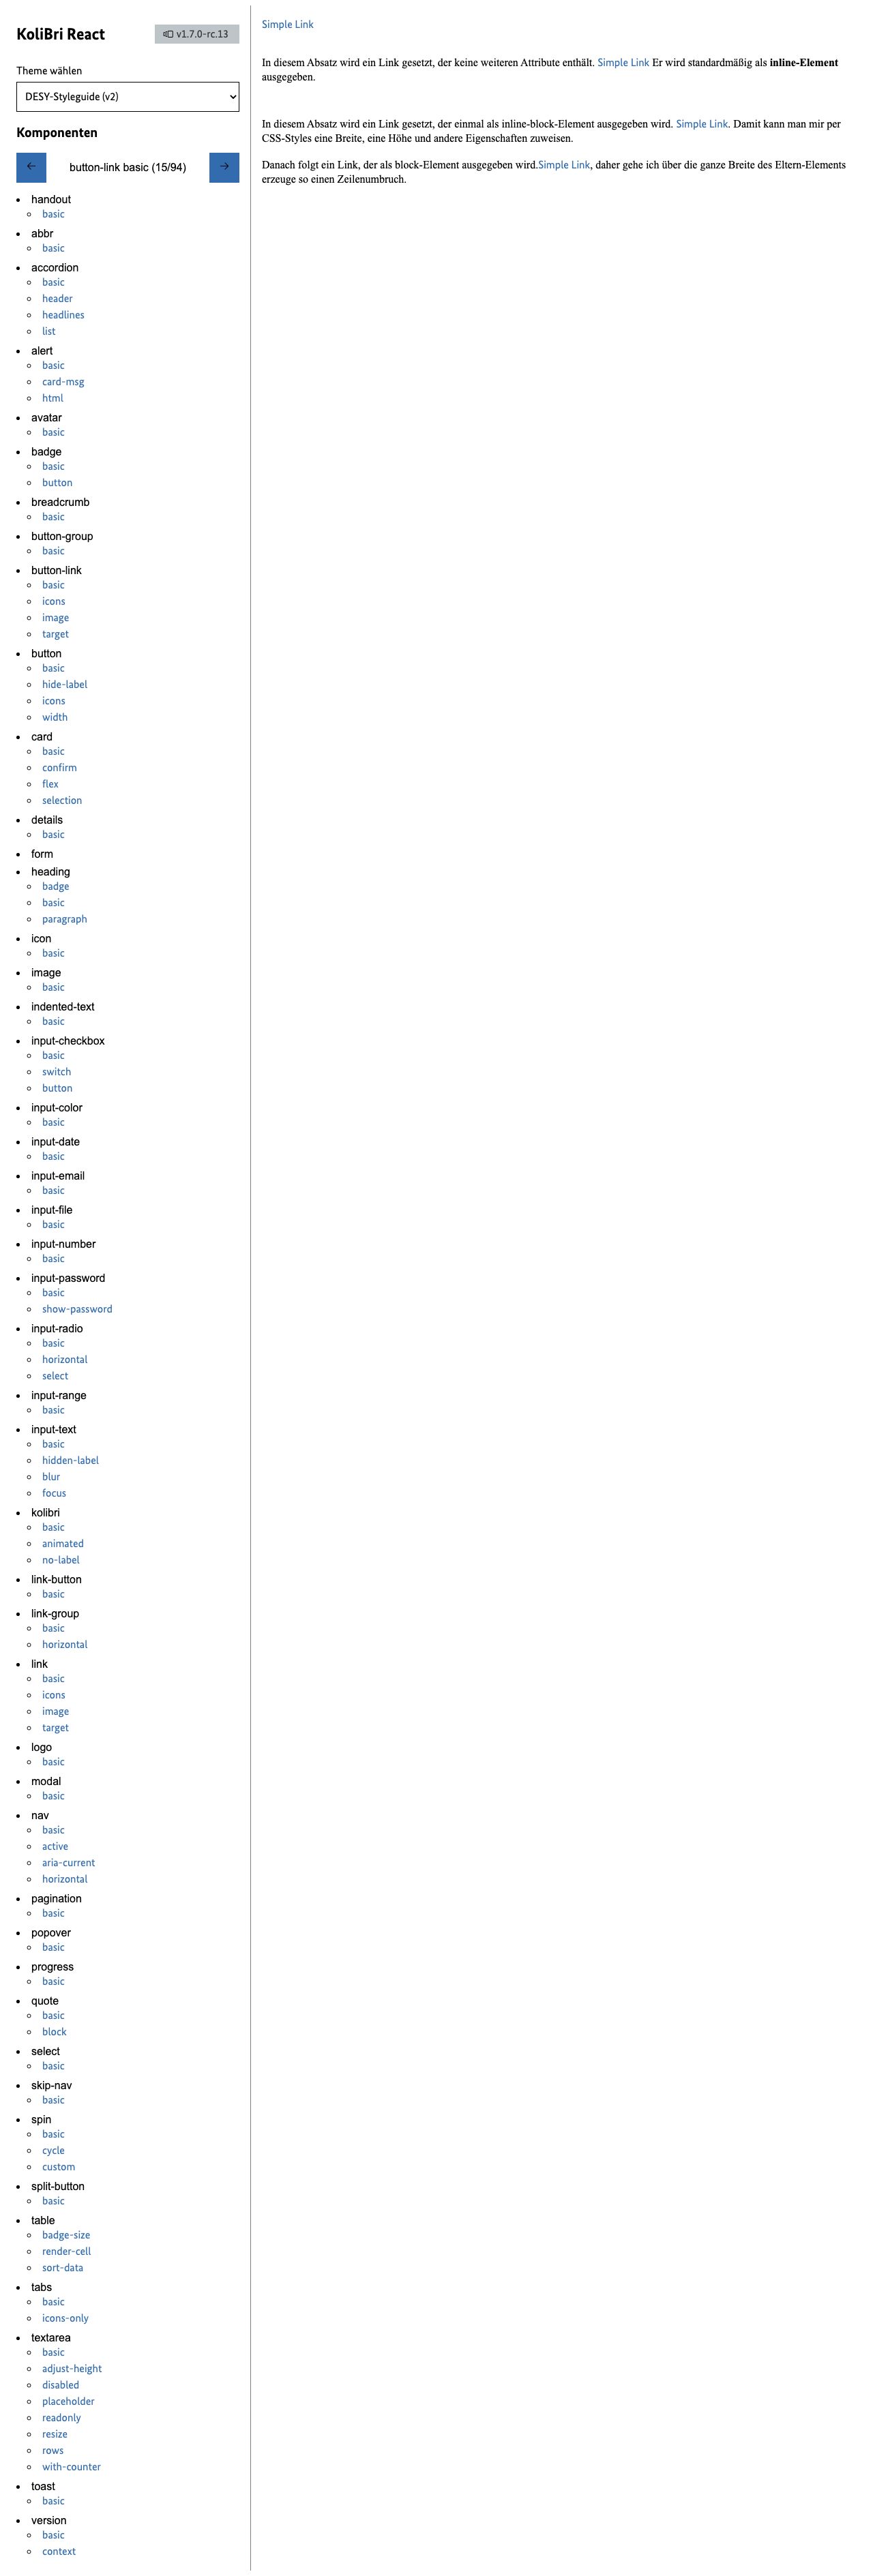 KoliBri React
v1.7.0-rc.13
Theme wählen
DESY-Styleguide (v2)
Komponenten
← button-link basic (15/94) →
handout
basic
abbr
basic
accordion
basic
header
headlines
list
alert
basic
card-msg
html
avatar
basic
badge
basic
button
breadcrumb
basic
button-group
basic
button-link
basic
icons
image
target
button
basic
hide-label
icons
width
card
basic
confirm
flex
selection
details
basic
form
heading
badge
basic
paragraph
icon
basic
image
basic
indented-text
basic
input-checkbox
basic
switch
button
input-color
basic
input-date
basic
input-email
basic
input-file
basic
input-number
basic
input-password
basic
show-password
input-radio
basic
horizontal
select
input-range
basic
input-text
basic
hidden-label
blur
focus
kolibri
basic
animated
no-label
link-button
basic
link-group
basic
horizontal
link
basic
icons
image
target
logo
basic
modal
basic
nav
basic
active
aria-current
horizontal
pagination
basic
popover
basic
progress
basic
quote
basic
block
select
basic
skip-nav
basic
spin
basic
cycle
custom
split-button
basic
table
badge-size
render-cell
sort-data
tabs
basic
icons-only
textarea
basic
adjust-height
disabled
placeholder
readonly
resize
rows
with-counter
toast
basic
version
basic
context
Simple Link
In diesem Absatz wird ein Link gesetzt, der keine weiteren Attribute enthält. Simple Link Er wird standardmäßig als inline-Element
ausgegeben.
In diesem Absatz wird ein Link gesetzt, der einmal als inline-block-Element ausgegeben wird. Simple Link. Damit kann man mir per
CSS-Styles eine Breite, eine Höhe und andere Eigenschaften zuweisen.
Danach folgt ein Link, der als block-Element ausgegeben wird.Simple Link, daher gehe ich über die ganze Breite des Eltern-Elements
erzeuge so einen Zeilenumbruch.